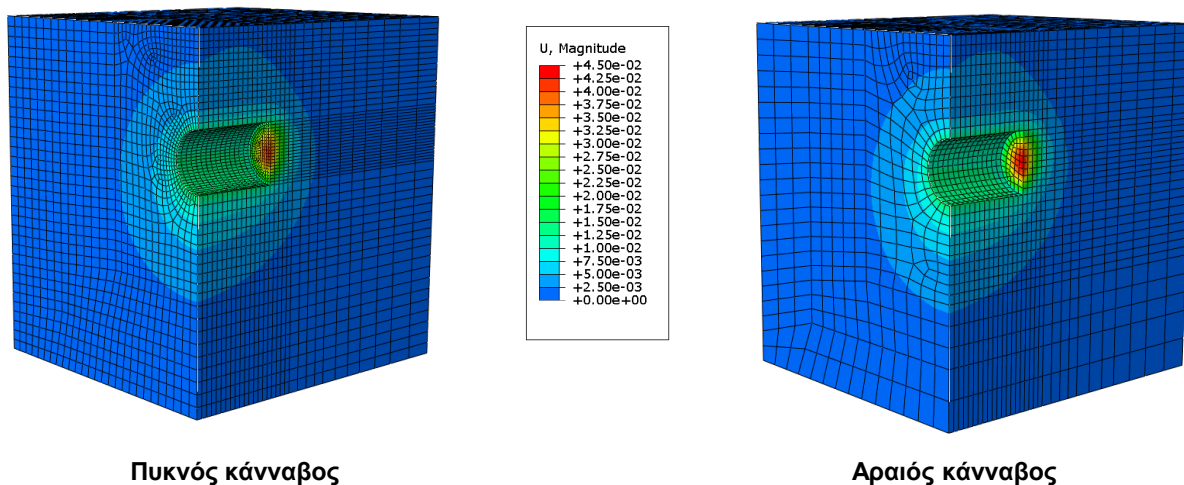 U, Magnitude
+4.50e-02
+4.25e-02
+4.00e-02
+3.75e-02
+3.50e-02
+3.25e-02
+3.00e-02
+2.75e-02
+2.50e-02
+2.25e-02
+2.00e-02
+1.75e-02
+1.50e-02
+1.25e-02
+1.00e-02
+7.50e-03
+5.00e-03
+2.50e-03
+0.00e+00
Πυκνός κάνναβος
Αραιός κάνναβος